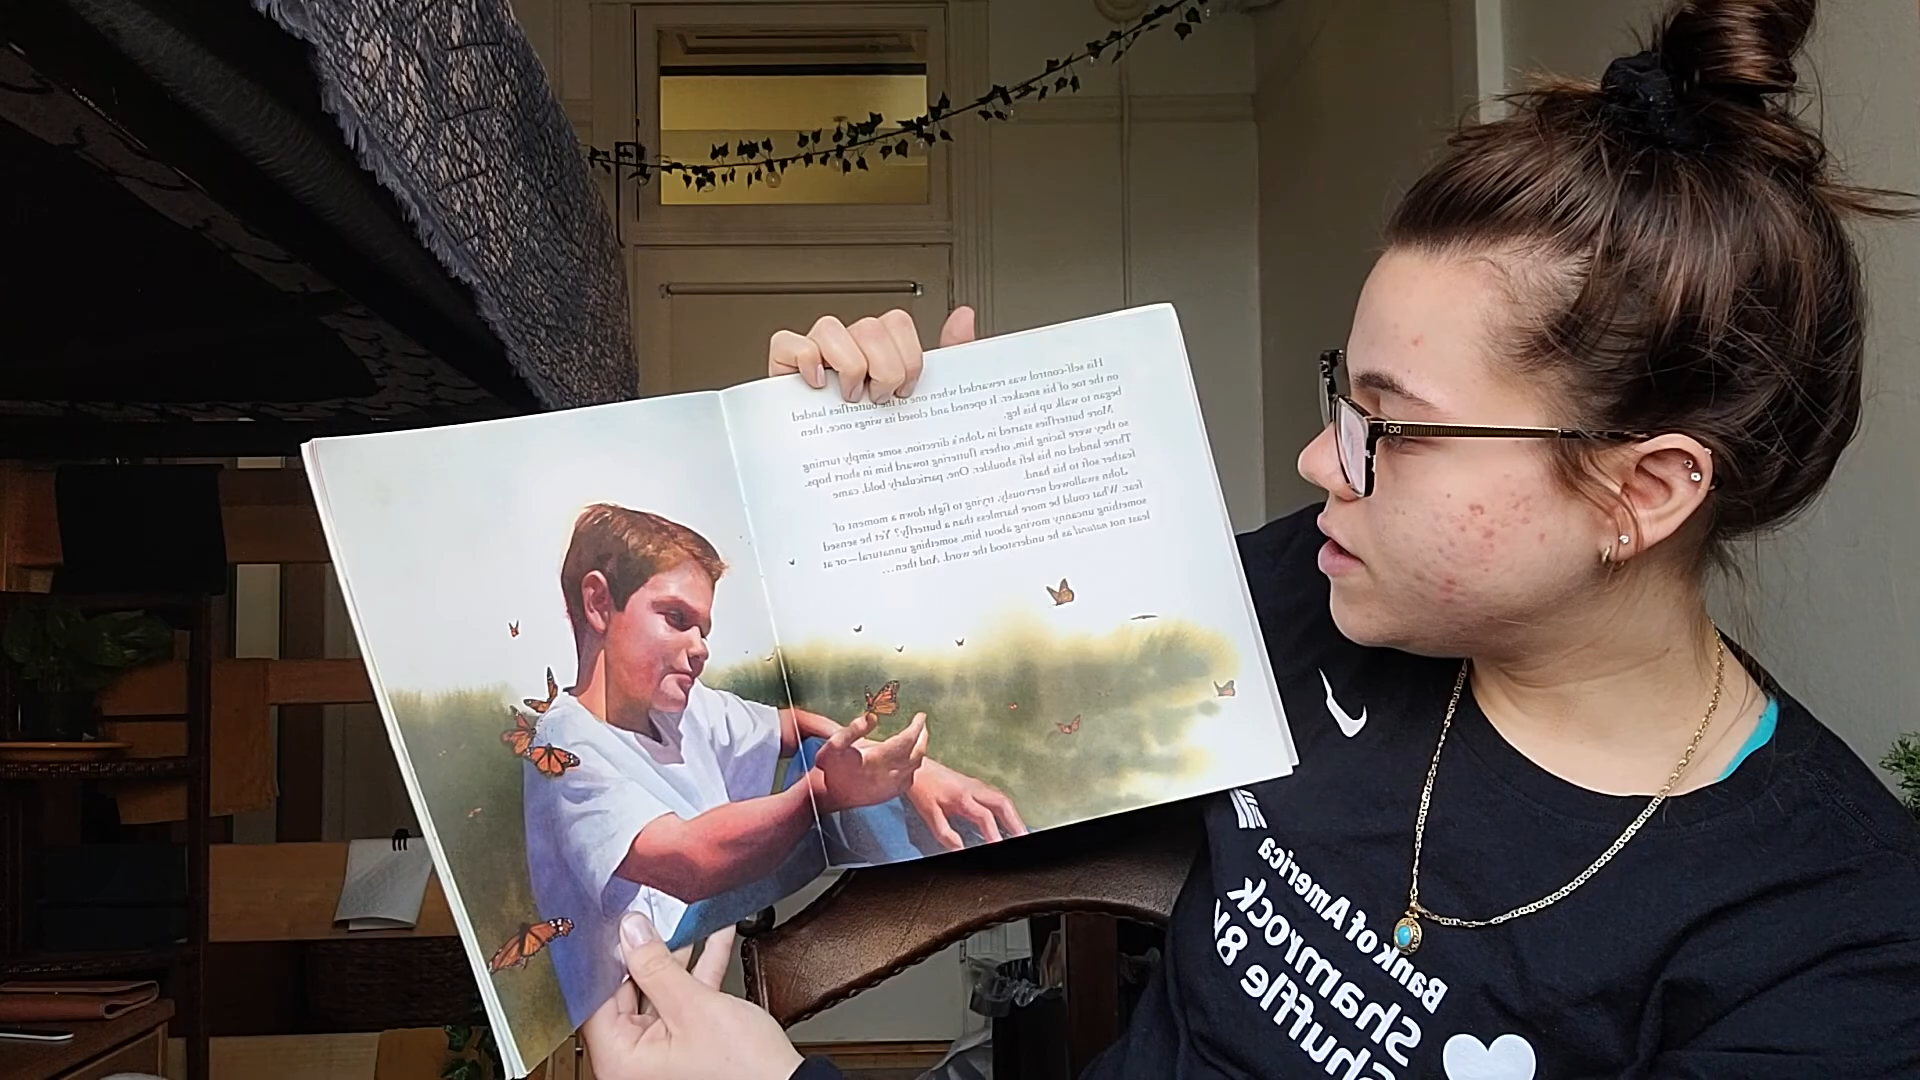 His self-control was rewarded when one of the butterflies landed
on the toe of his sneaker. It opened and closed its wings once, then
began to walk up his leg.
More butterflies started in John's direction, some simply turning
so they were facing him, others fluttering toward him in short hops.
Three landed on his left shoulder. One, particularly bold, came
feather soft to his hand.
John swallowed nervously, trying to fight down a moment of
fear. What could be more harmless than a butterfly? Yet he sensed
something uncanny moving about him, something unnatural—or at
least not natural as he understood the word. And then...
Bank of America
Shamrock
Shuffle 8K